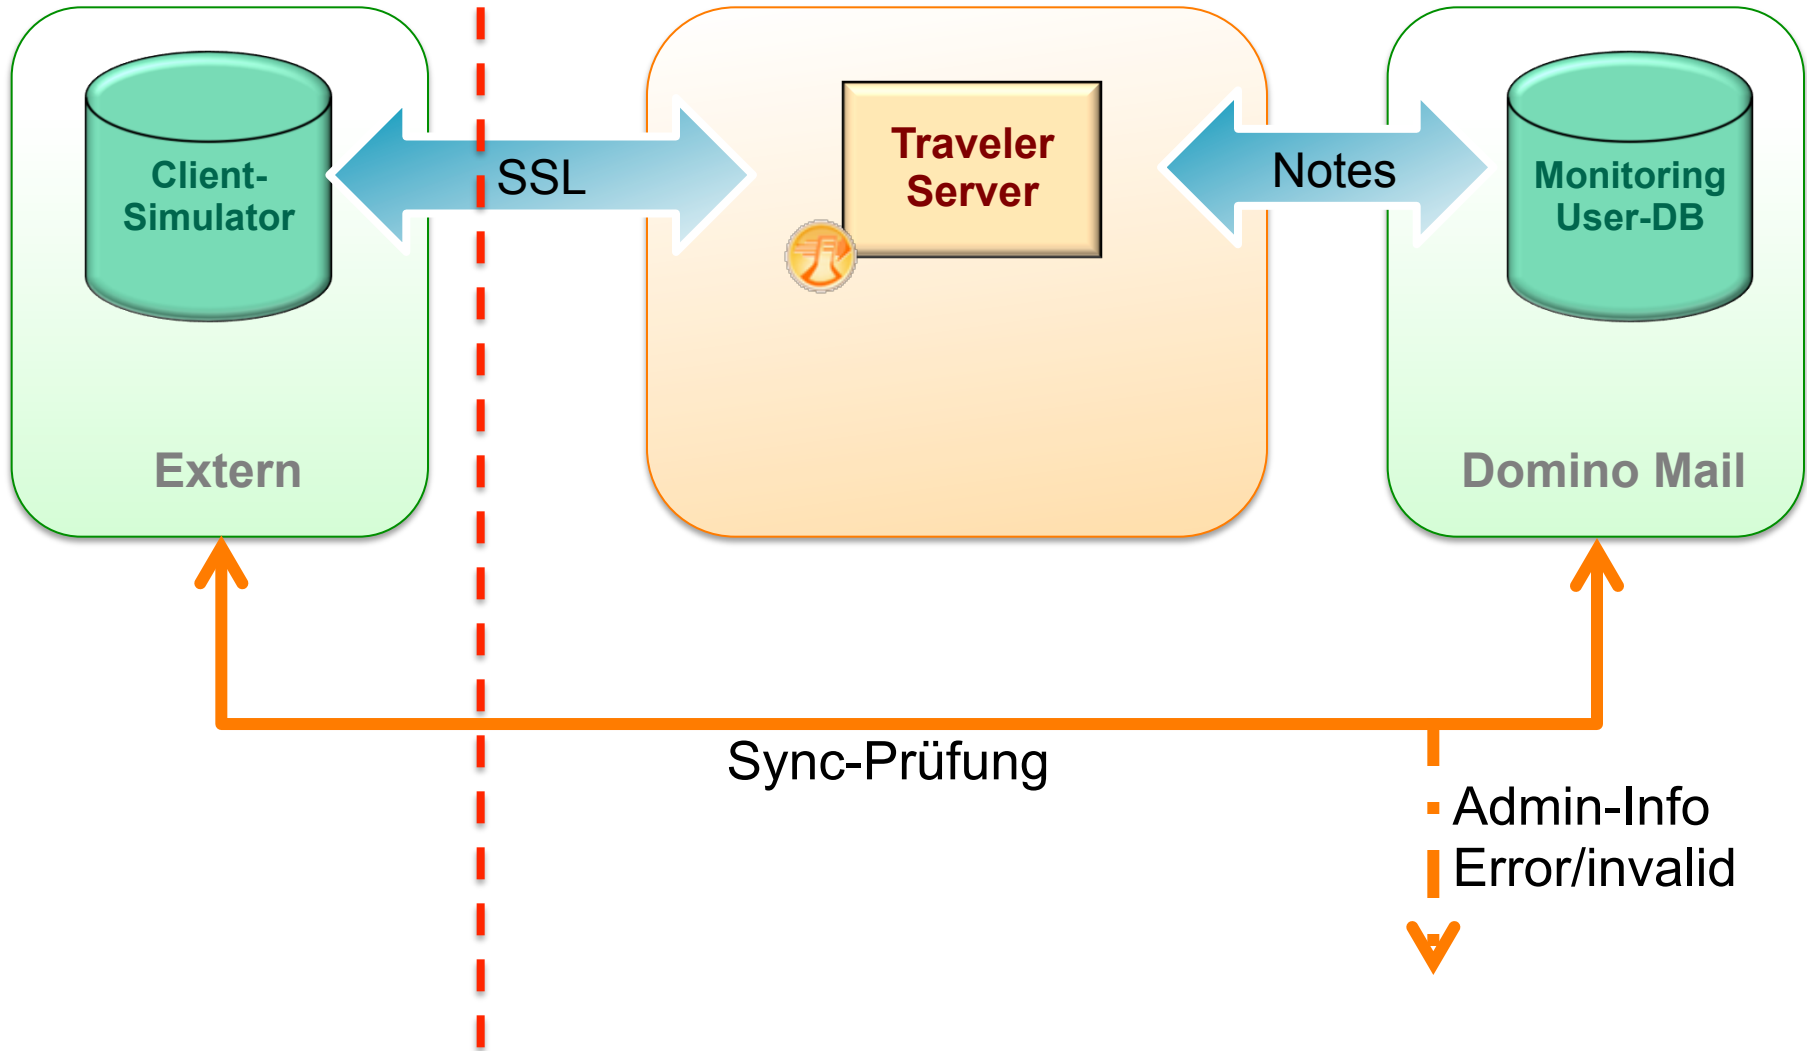 Client-
Simulator
SSL
Traveler
Server
Notes
Monitoring
User-DB
Extern
Domino Mail
Sync-Prüfung
Admin-Info
Error/invalid